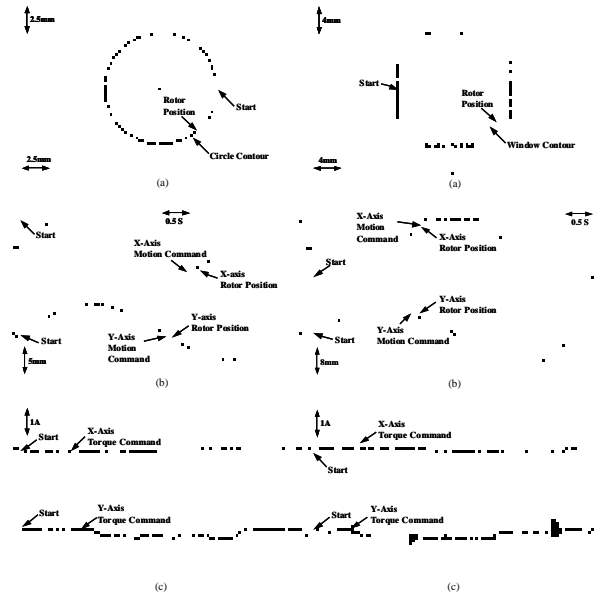 2.5mm
Start
Rotor
Position
Circle Contour
2.5mm
(a)
4mm
Start
Rotor
Position
Window Contour
4mm
(a)
Start
0.5 S
X-Axis
Motion Command
X-axis
Rotor Position
Y-axis
Rotor Position
Start
Y-Axis
Motion
Command
5mm
(b)
X-Axis
Motion
Command
X-Axis
Rotor Position
0.5 S
Start
Y-Axis
Rotor Position
Start
Y-Axis
Motion Command
8mm
(b)
1A
Start
X-Axis
Torque Command
Start
Y-Axis
Torque Command
(c)
1A
X-Axis
Torque Command
Start
Start
Y-Axis
Torque Command
(c)